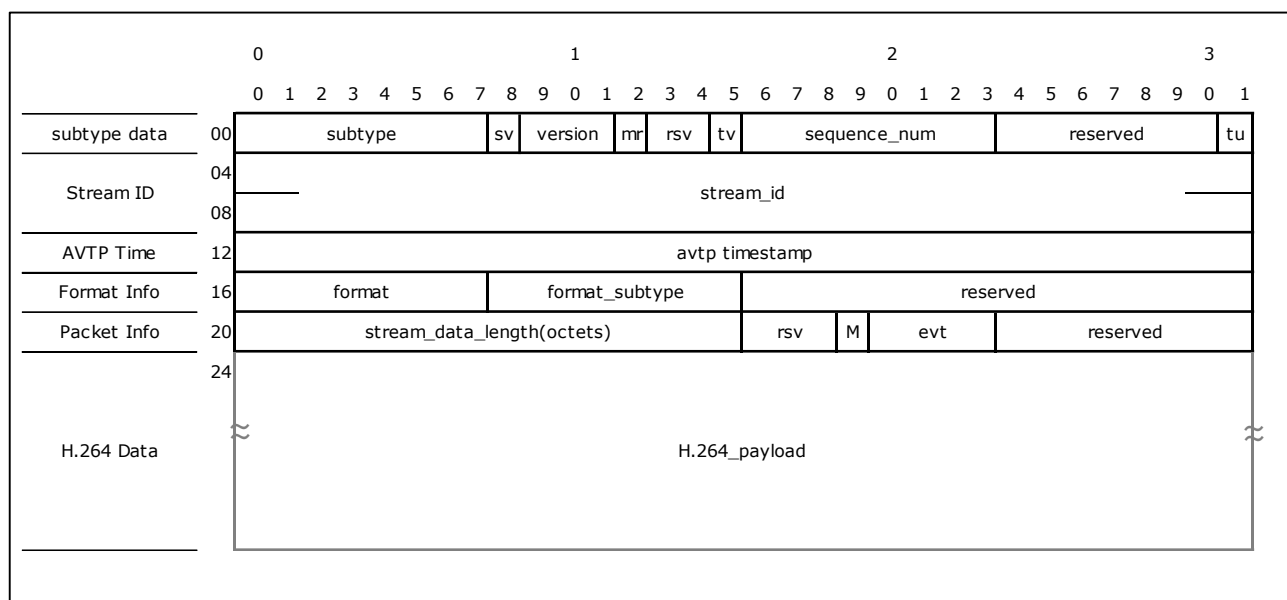 0 1 2 3
0 1 2 3 4 5 6 7 8 9 0 1 2 3 4 5 6 7 8 9 0 1 2 3 4 5 6 7 8 9 0 1
subtype data 00 subtype sv version mr rsv tv sequence_num reserved tu
04
Stream ID stream_id
08
AVTP Time 12 avtp timestamp
Format Info 16 format format_subtype reserved
Packet Info 20 stream_data_length(octets) rsv M evt reserved
24
H.264 Data H.264_payload